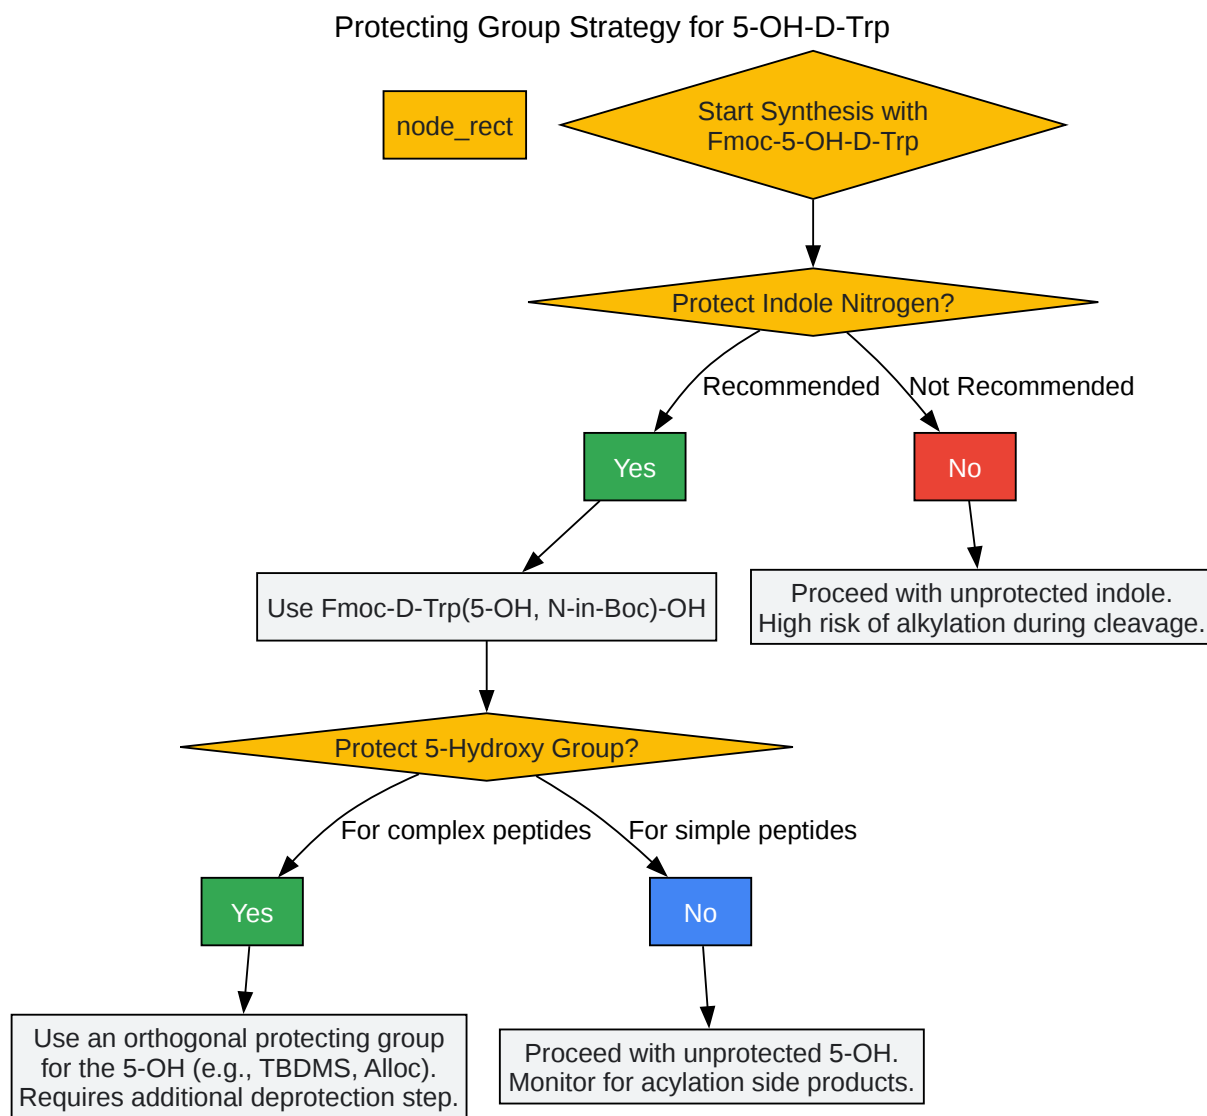 Protecting Group Strategy for 5-OH-D-Trp
node_rect
Start Synthesis with
Fmoc-5-OH-D-Trp
Protect Indole Nitrogen?
Recommended
Not Recommended
Yes
No
Use Fmoc-D-Trp(5-OH, N-in-Boc)-OH
Proceed with unprotected indole.
High risk of alkylation during cleavage.
Protect 5-Hydroxy Group?
For complex peptides
For simple peptides
Yes
No
Use an orthogonal protecting group
for the 5-OH (e.g., TBDMS, Alloc).
Requires additional deprotection step.
Proceed with unprotected 5-OH.
Monitor for acylation side products.